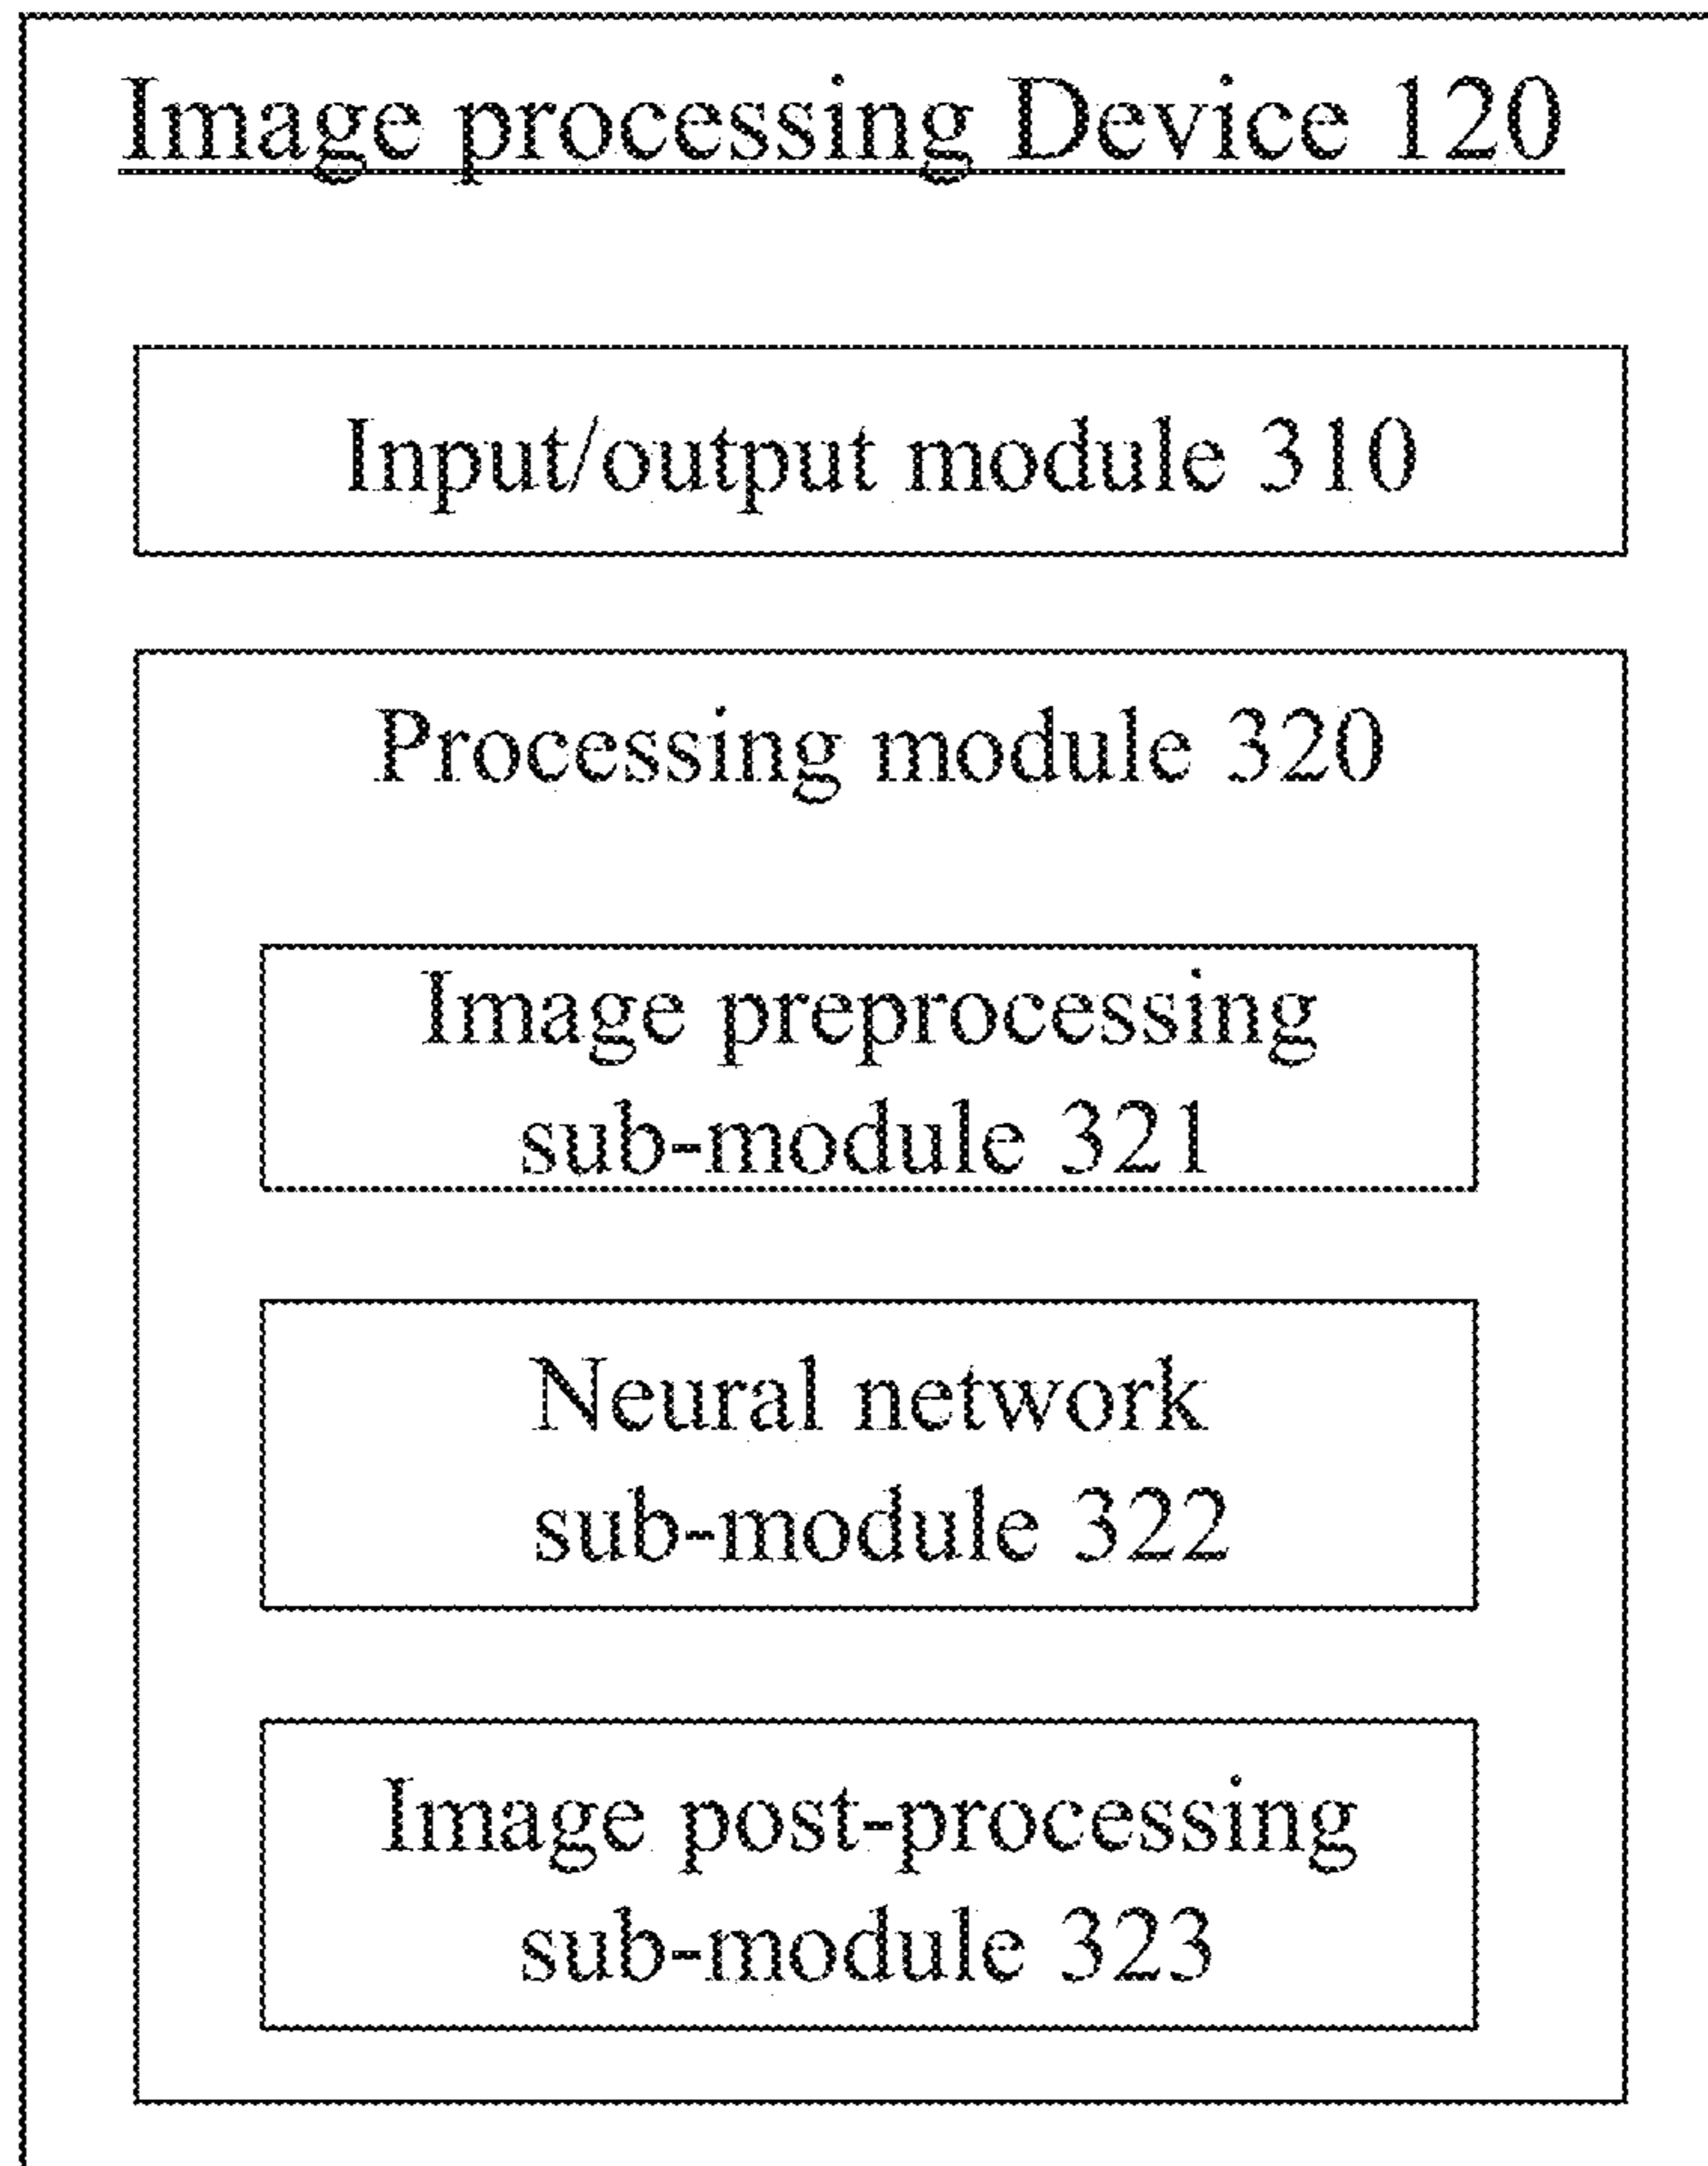 Image processing Device 120
Input/output module 310
Processing module 320
Image preprocessing
sub-module 321
Neural network
sub-module 322
Image post-processing
sub-module 323